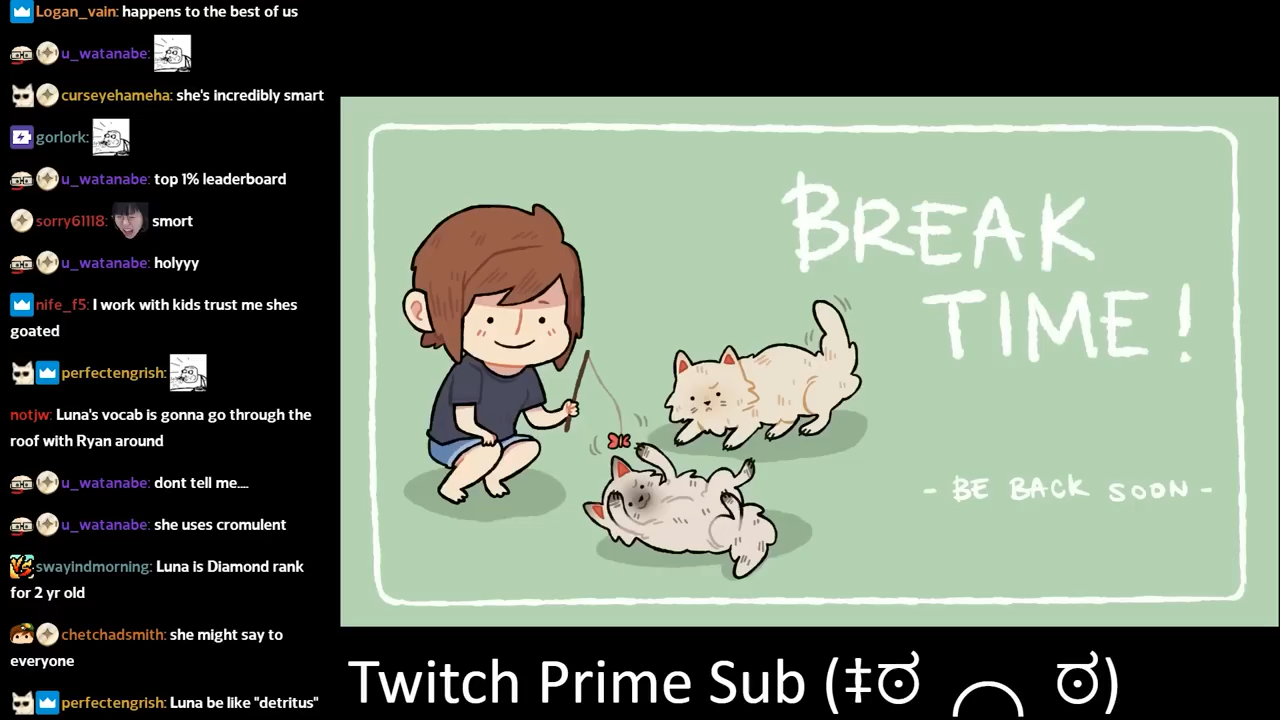 Logan_vain: happens to the best of us
u_watanabe:
curseyehameha: she's incredibly smart
gorlork:
u_watanabe: top 1% leaderboard
sorry61118: smort
u_watanabe: holyyy
nife_f5: I work with kids trust me shes
goated
perfectengrish:
notjw: Luna's vocab is gonna go through the
roof with Ryan around
u_watanabe: dont tell me....
u_watanabe: she uses cromulent
swayindmorning: Luna is Diamond rank
for 2 yr old
chetchadsmith: she might say to
everyone
perfectengrish: Luna be like "detritus"
BREAK
TIME!
- BE BACK SOON -
Twitch Prime Sub (‡ಠ ⁔ ಠ)